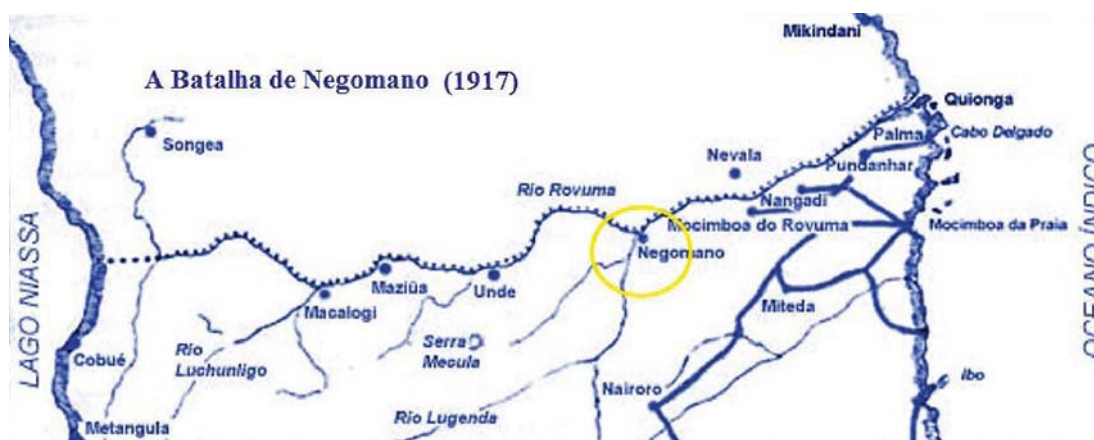 A Batalha de Negomano (1917)
Mikindani
Quionga
Palma
Cabo Delgado
Songea
Nevala
Pundanhar
Rio Rovuma
Nangadi
Mocimboa do Rovuma
Mocimboa da Praia
LAGO NIASSA
OCEANO ÍNDICO
Negomano
Maziúa
Unde
Macalogi
Miteda
Cobué
Rio
Luchunligo
Serra
Mecula
Ibo
Nairoro
Rio Lugenda
Metangula